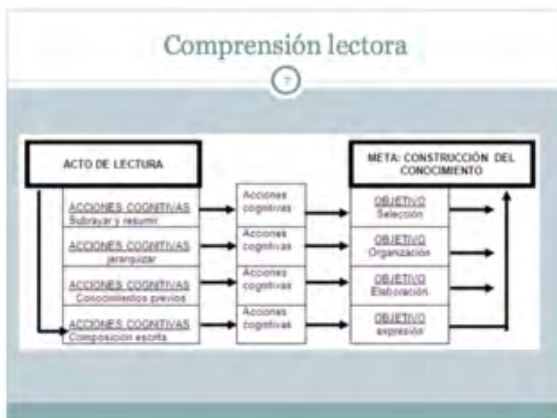 Comprensión lectora
7
ACTO DE LECTURA
META: CONSTRUCCIÓN DEL
CONOCIMIENTO
ACCIONES COGNITIVAS
Subrayar y resumir
Acciones
cognitivas
OBJETIVO
Selección
ACCIONES COGNITIVAS
jerarquizar
Acciones
cognitivas
OBJETIVO
Organización
ACCIONES COGNITIVAS
Conocimientos previos
Acciones
cognitivas
OBJETIVO
Elaboración
ACCIONES COGNITIVAS
Composición escrita
Acciones
cognitivas
OBJETIVO
expresión